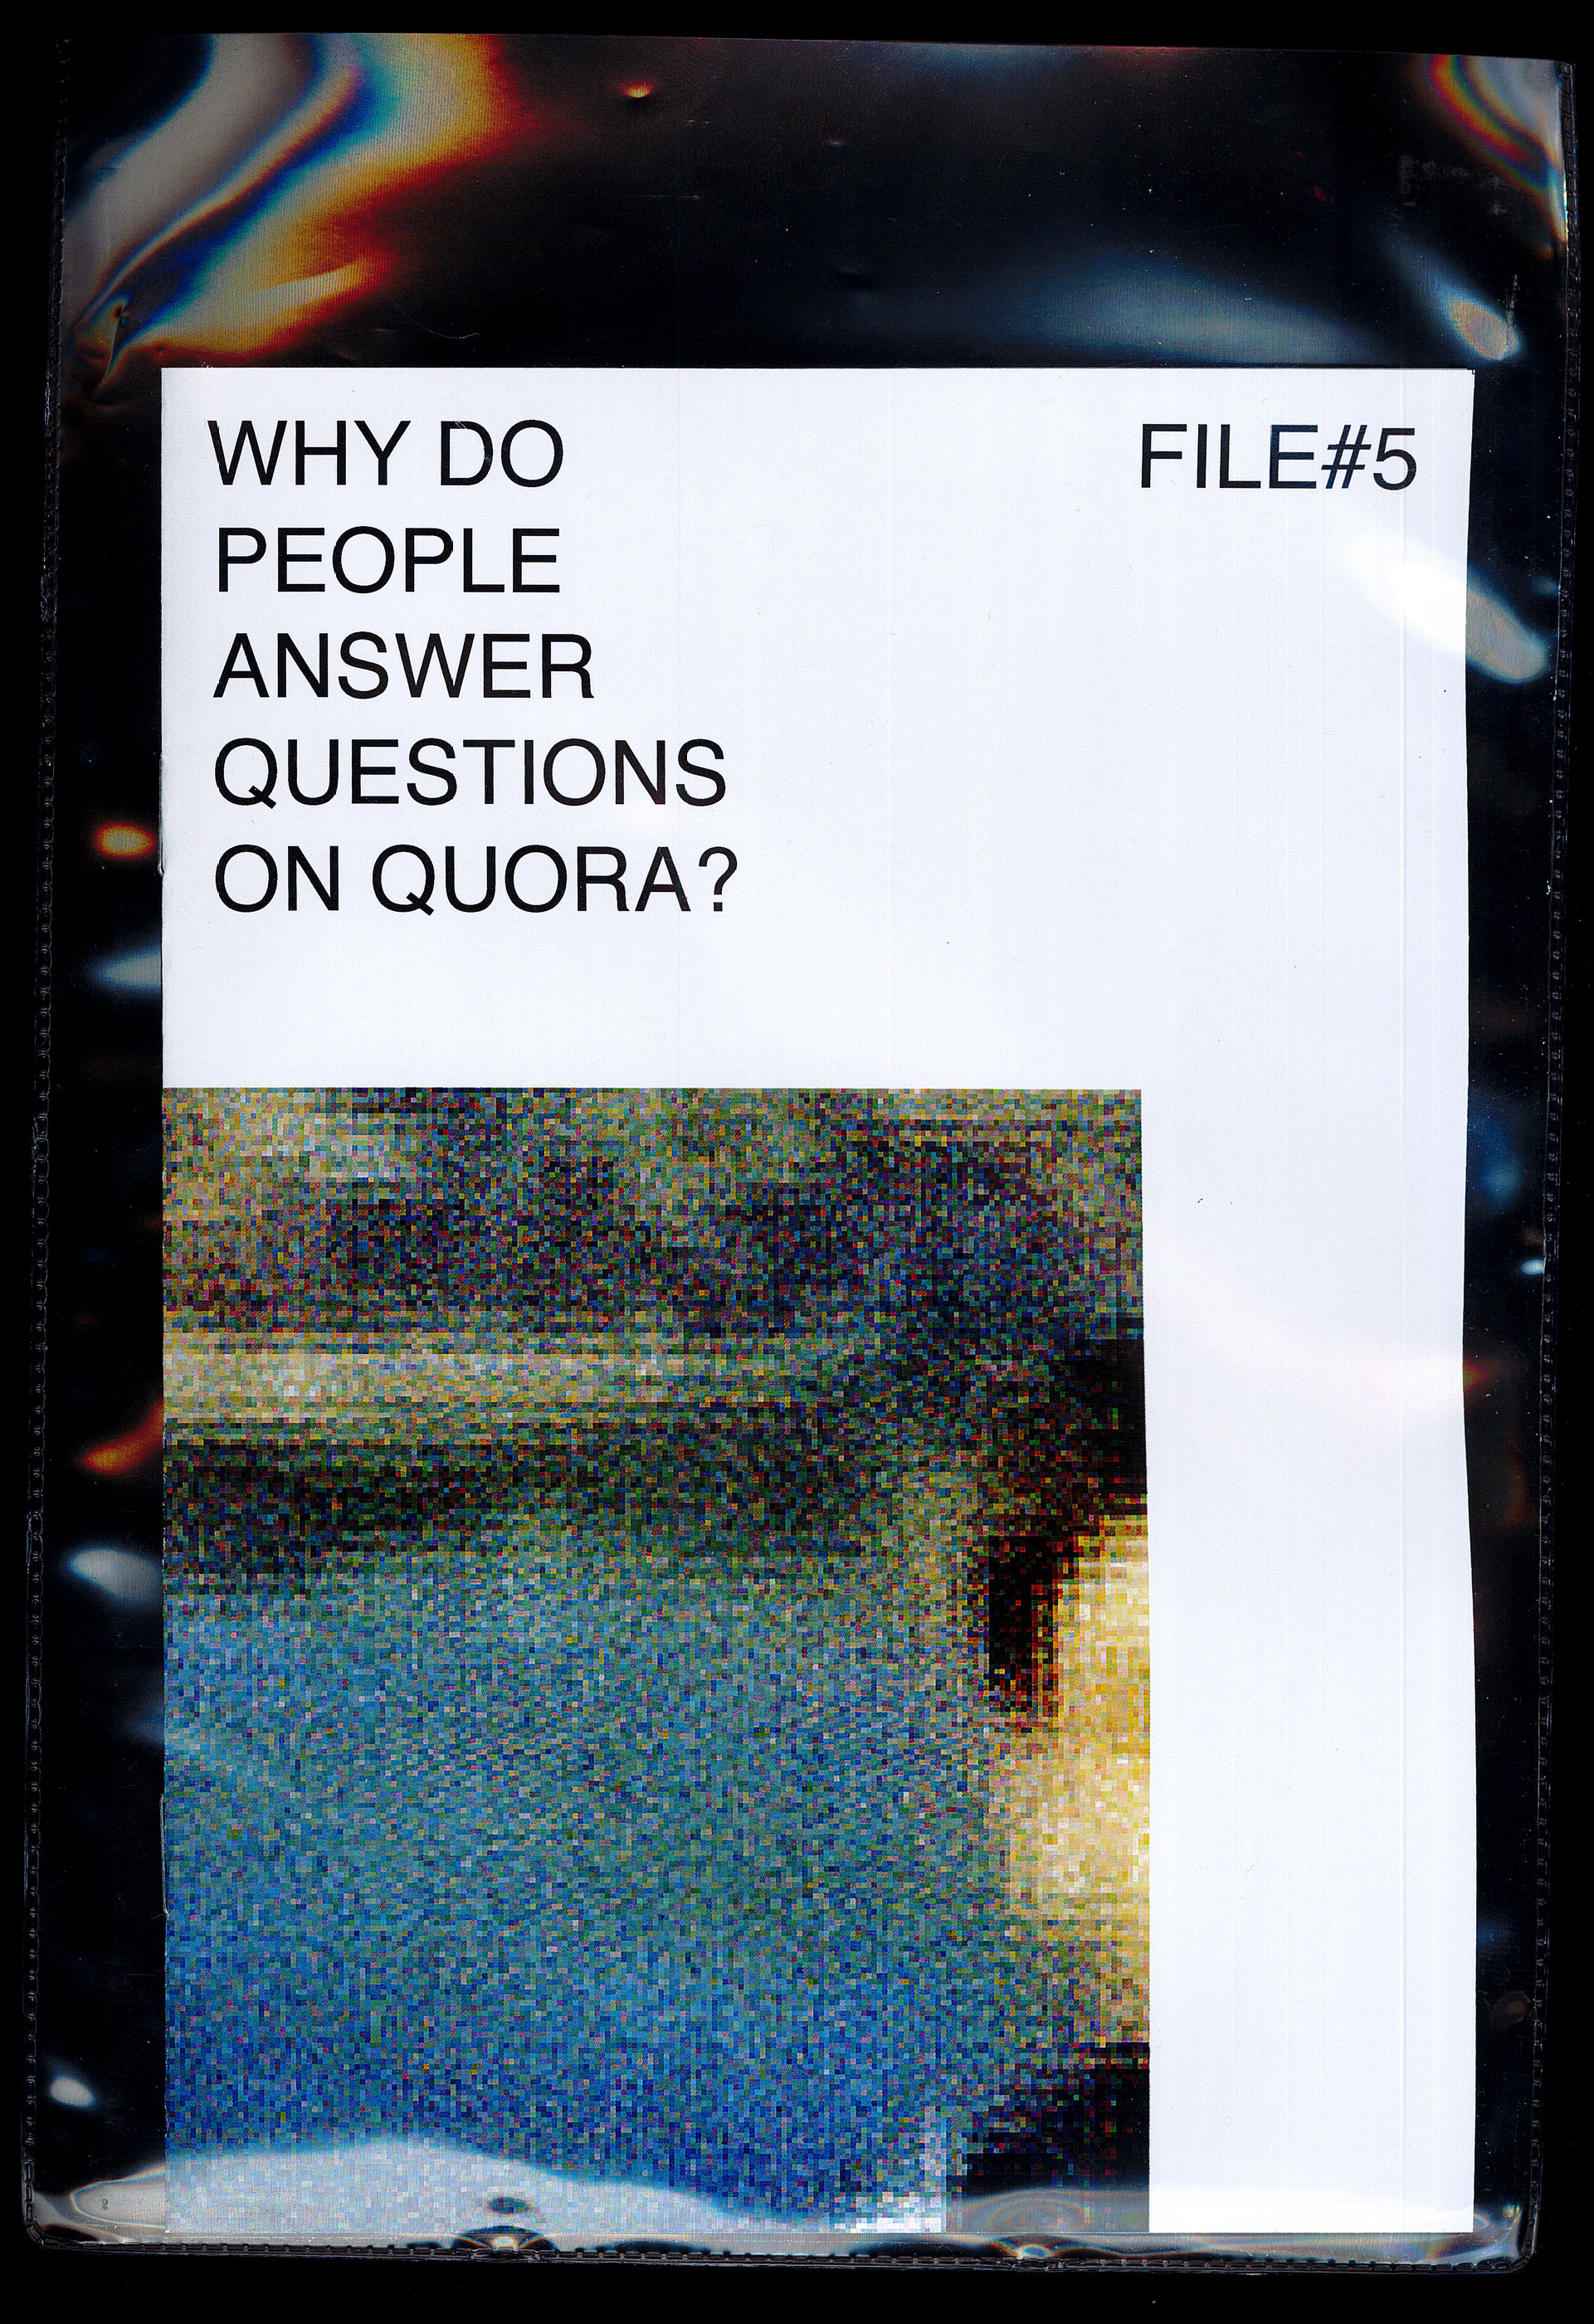 WHY DO
PEOPLE
ANSWER
QUESTIONS
ON QUORA?
FILE#5